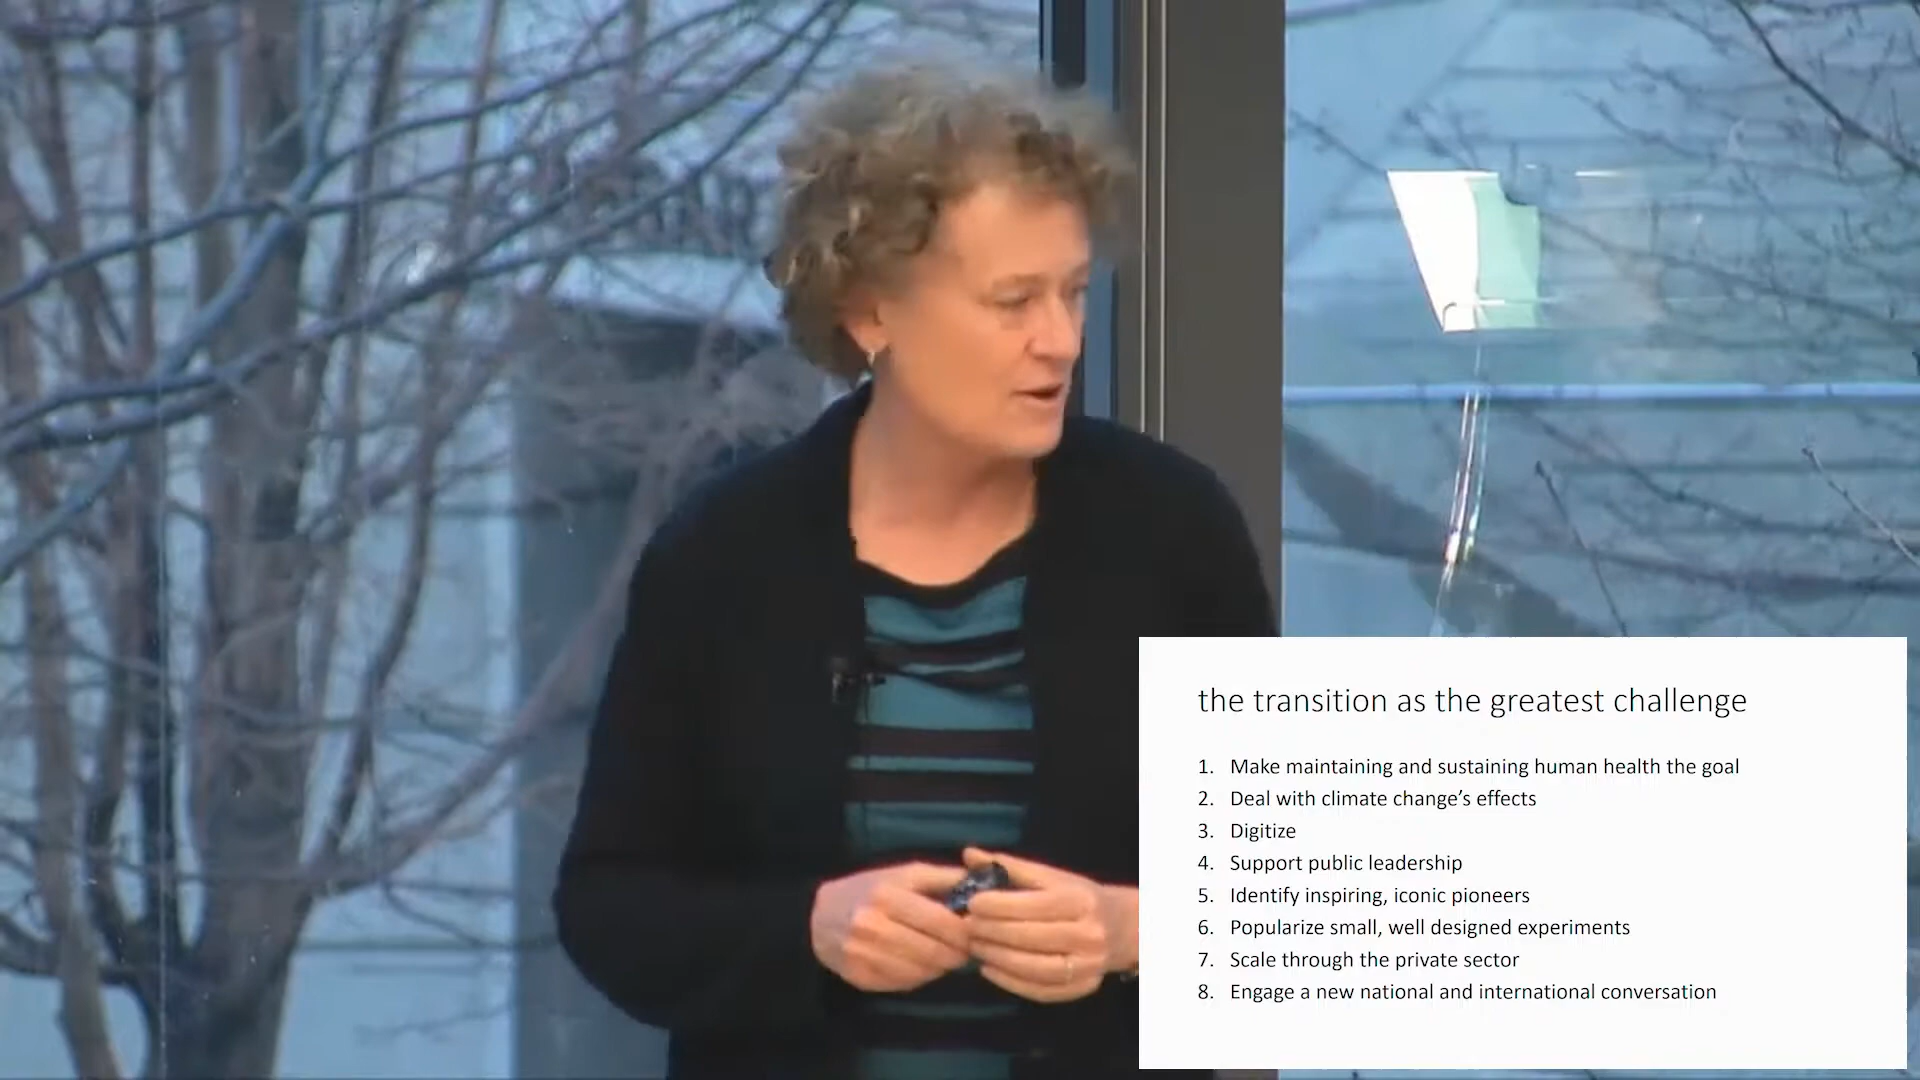 the transition as the greatest challenge
1. Make maintaining and sustaining human health the goal
2. Deal with climate change’s effects
3. Digitize
4. Support public leadership
5. Identify inspiring, iconic pioneers
6. Popularize small, well designed experiments
7. Scale through the private sector
8. Engage a new national and international conversation